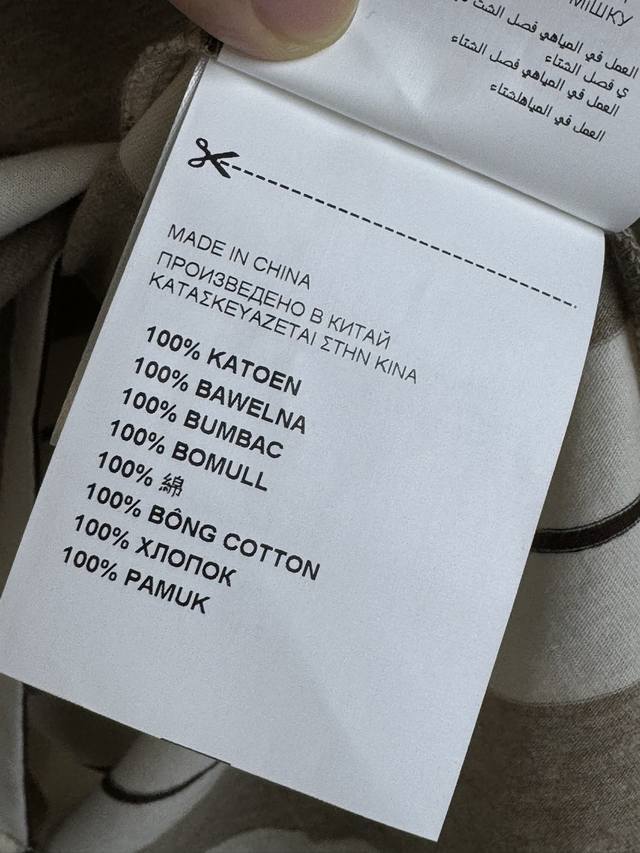 МІШКУ
العمل في المياهي فصل الشت
ي فصل الشتاء
العمل في المياهي فصل الشتاء
العمل في المياهلشتاء
MADE IN CHINA
ПРОИЗВЕДЕНО В КИТАЙ
ΚΑΤΑΣΚΕΥΑΖΕΤΑΙ ΣΤΗΝ ΚΙΝΑ
100% KATOEN
100% BAWELNA
100% BUMBAC
100% BOMULL
100% 綿
100% BÔNG COTTON
100% ХЛОПОК
100% PAMUK